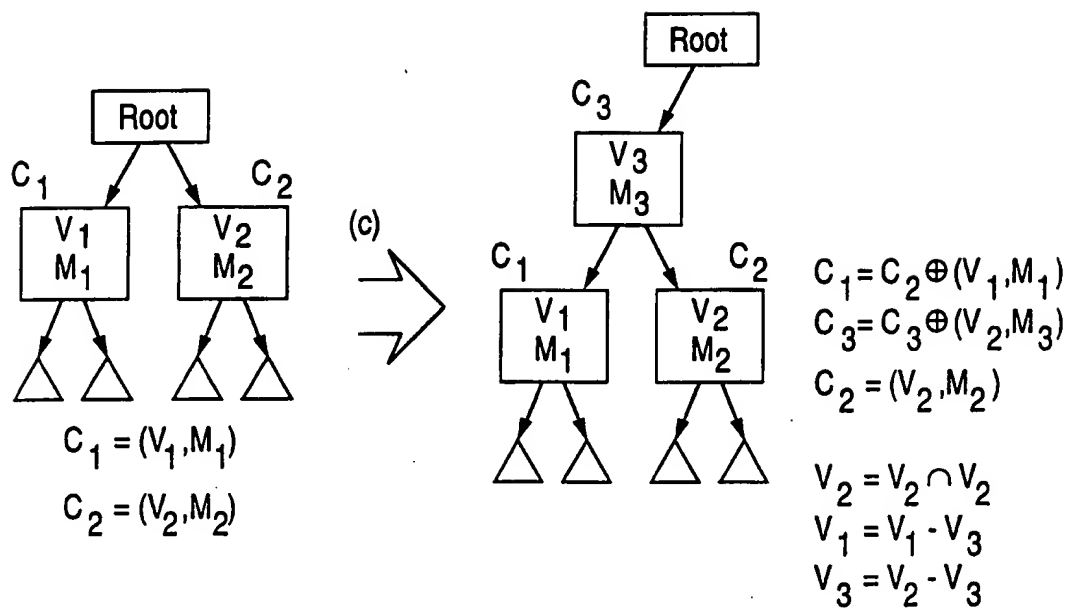 Root
C₁
C₂
V₁
M₁
V₂
M₂
C₁ = (V₁,M₁)
C₂ = (V₂,M₂)
(c)
Root
C₃
V₃
M₃
C₁
C₂
V₁
M₁
V₂
M₂
C₁ = C₂ ⊕ (V₁,M₁)
C₃ = C₃ ⊕ (V₂,M₃)
C₂ = (V₂,M₂)
V₂ = V₂ ∩ V₂
V₁ = V₁ - V₃
V₃ = V₂ - V₃